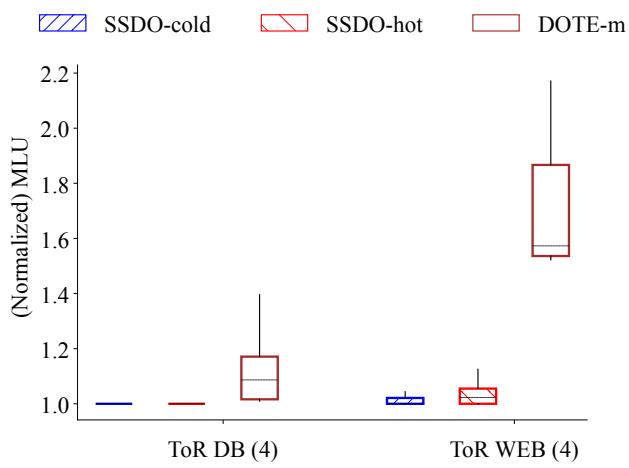 SSDO-cold SSDO-hot DOTE-m
(Normalized) MLU
2.2
2.0
1.8
1.6
1.4
1.2
1.0
ToR DB (4) ToR WEB (4)